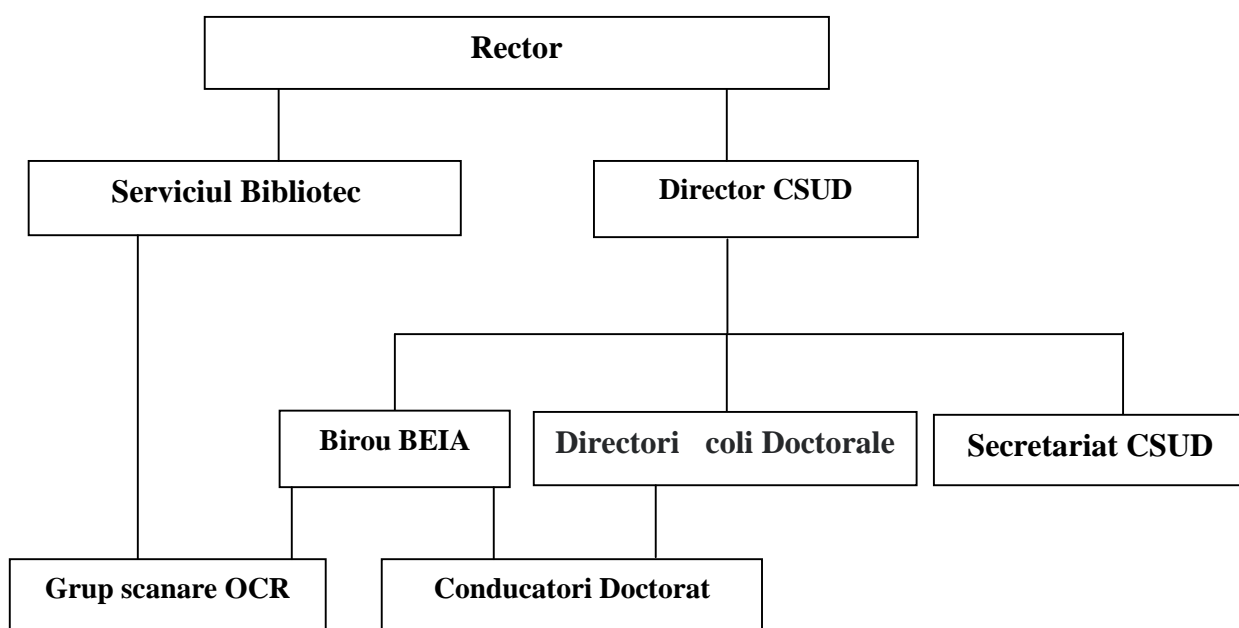 Rector
Serviciul Bibliotec
Director CSUD
Birou BEIA
Directori coli Doctorale
Secretariat CSUD
Grup scanare OCR
Conducatori Doctorat